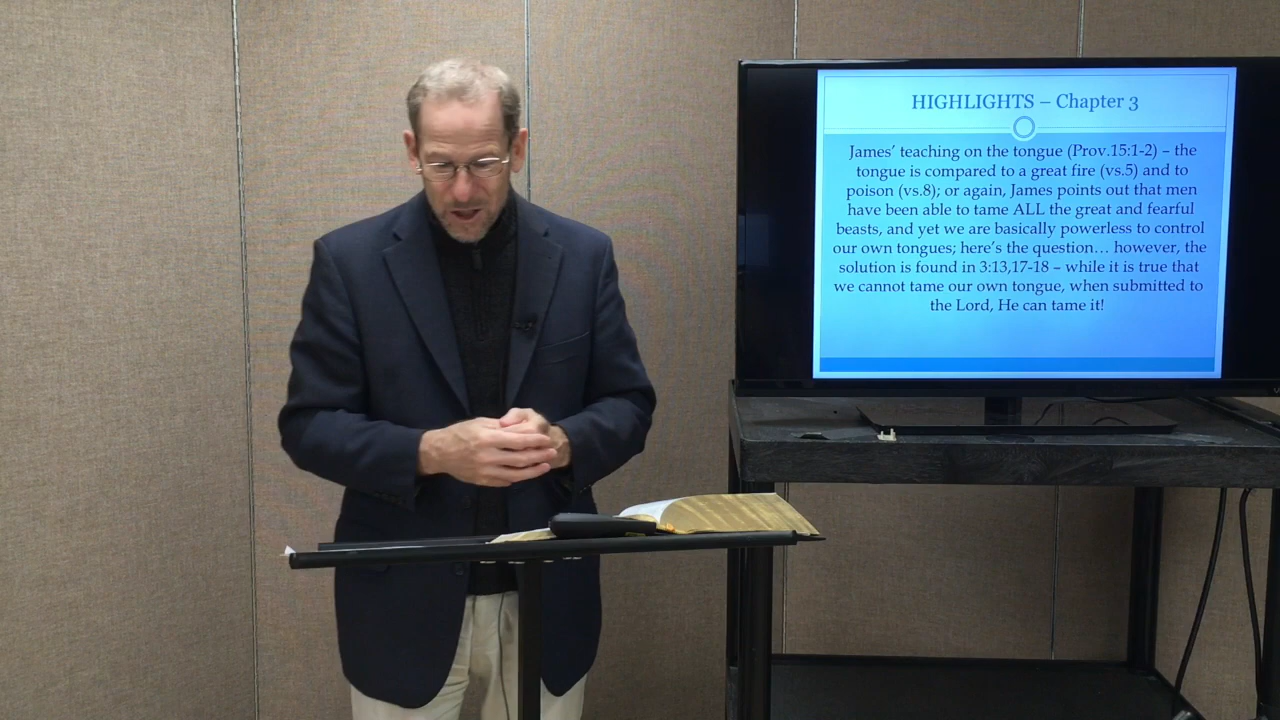 HIGHLIGHTS – Chapter 3
James’ teaching on the tongue (Prov.15:1-2) – the
tongue is compared to a great fire (vs.5) and to
poison (vs.8); or again, James points out that men
have been able to tame ALL the great and fearful
beasts, and yet we are basically powerless to control
our own tongues; here’s the question… however, the
solution is found in 3:13,17-18 – while it is true that
we cannot tame our own tongue, when submitted to
the Lord, He can tame it!